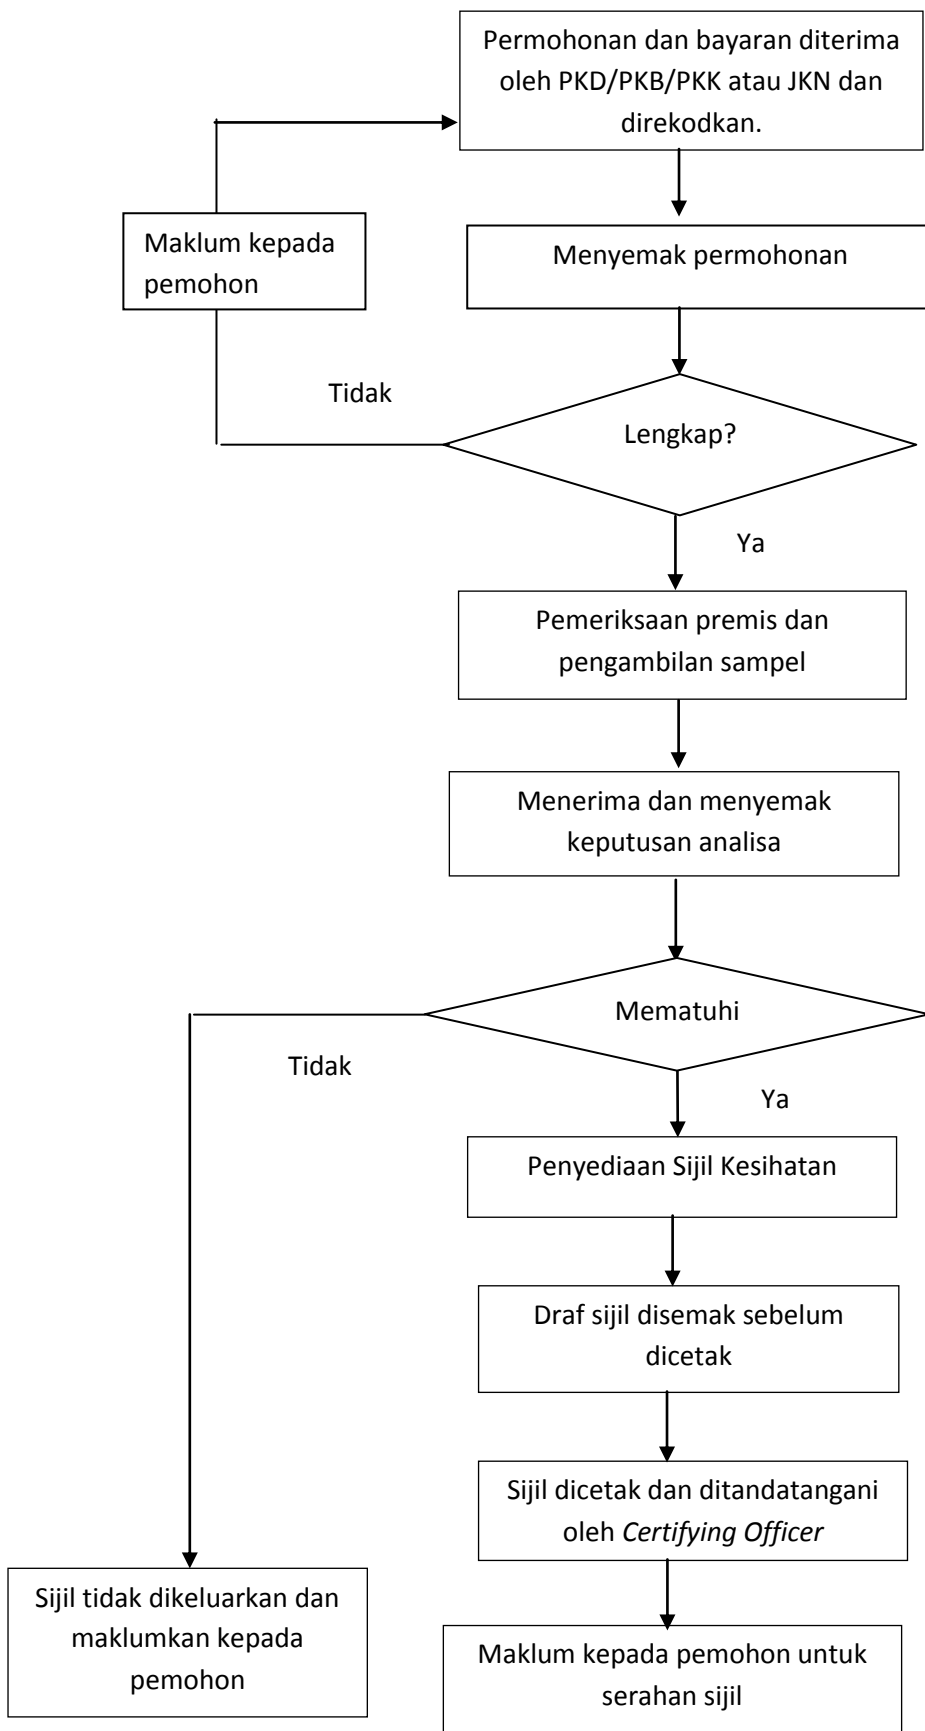 Permohonan dan bayaran diterima
oleh PKD/PKB/PKK atau JKN dan
direkodkan.
Maklum kepada
pemohon
Menyemak permohonan
Tidak
Lengkap?
Ya
Pemeriksaan premis dan
pengambilan sampel
Menerima dan menyemak
keputusan analisa
Mematuhi
Tidak
Ya
Penyediaan Sijil Kesihatan
Draf sijil disemak sebelum
dicetak
Sijil dicetak dan ditandatangani
oleh Certifying Officer
Sijil tidak dikeluarkan dan
maklumkan kepada
pemohon
Maklum kepada pemohon untuk
serahan sijil